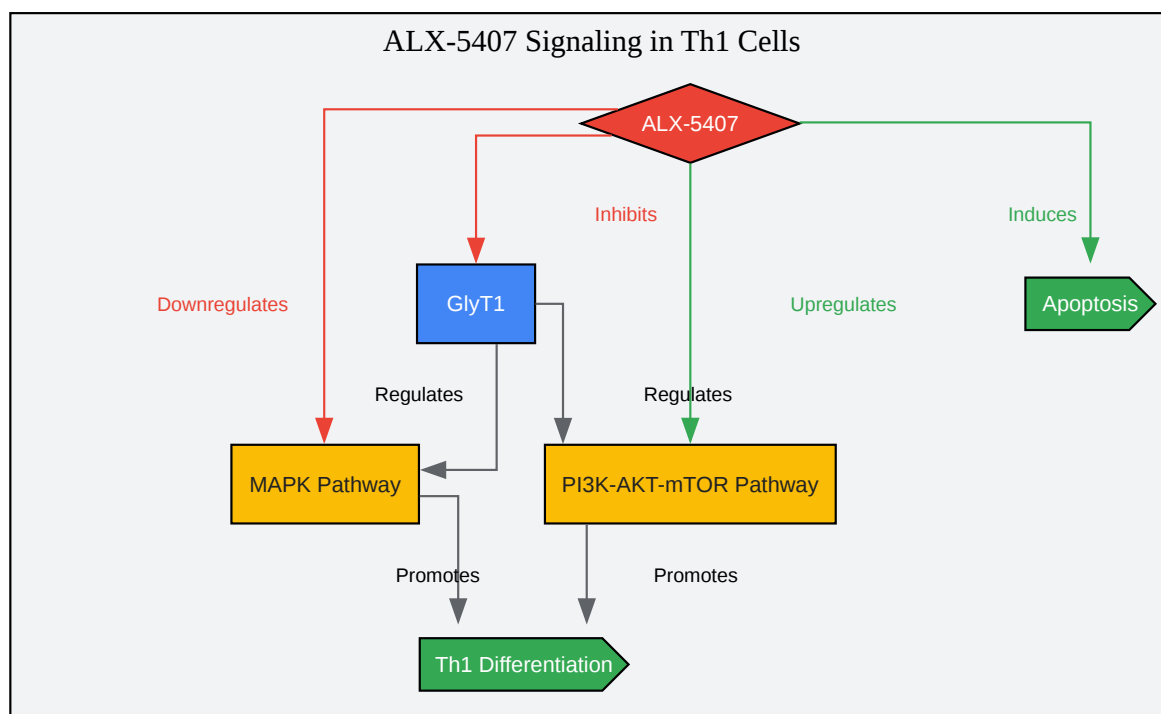 ALX-5407 Signaling in Th1 Cells
ALX-5407
Inhibits
Induces
Downregulates
GlyT1
Upregulates
Apoptosis
Regulates
Regulates
MAPK Pathway
PI3K-AKT-mTOR Pathway
Promotes
Promotes
Th1 Differentiation